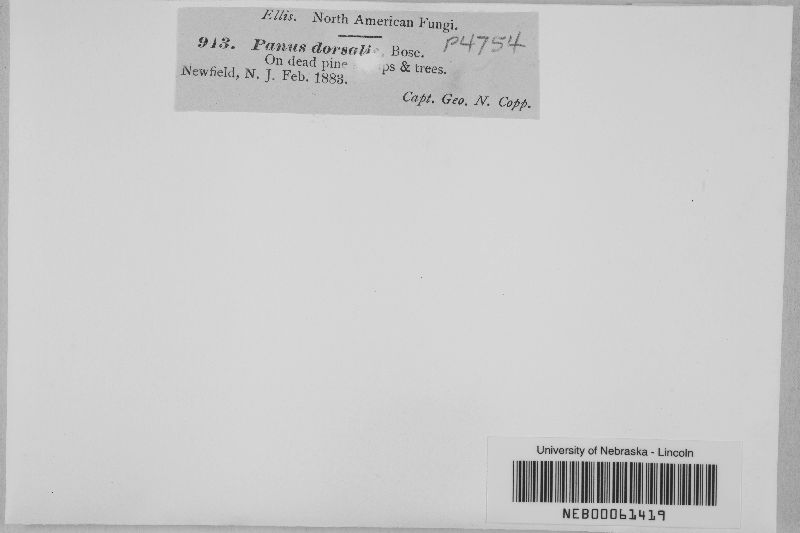 Ellis. North American Fungi.
913. Panus dorsalis, Bosc. P4754
On dead pine ps & trees.
Newfield, N. J. Feb. 1883.
Capt. Geo. N. Copp.
University of Nebraska - Lincoln
NEB00061419